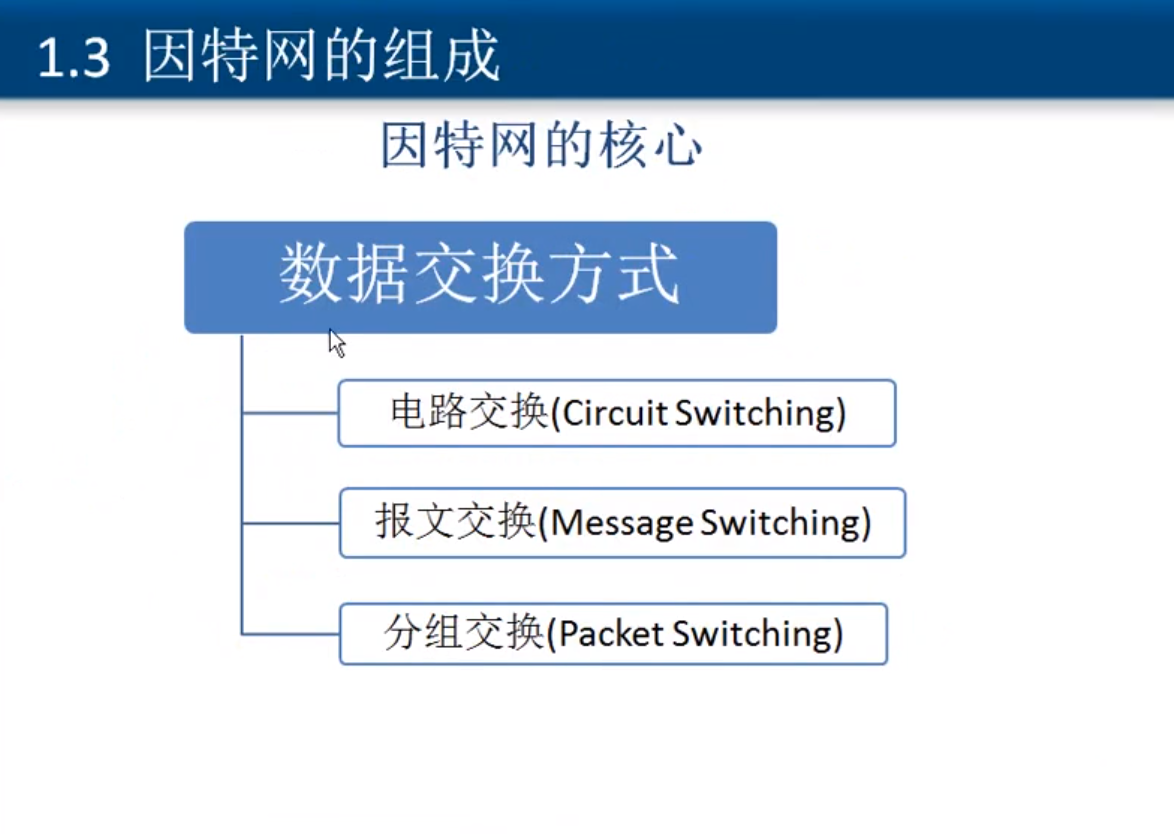 1.3 因特网的组成
因特网的核心
数据交换方式
电路交换(Circuit Switching)
报文交换(Message Switching)
分组交换(Packet Switching)